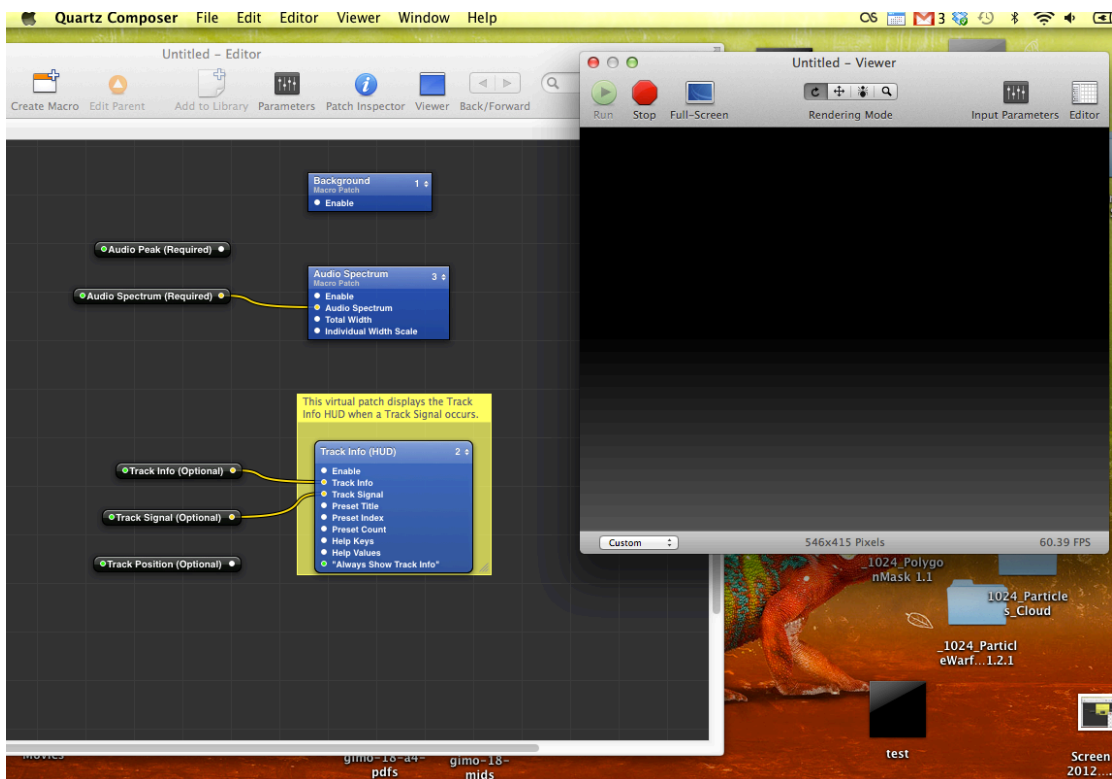 Quartz Composer File Edit Editor Viewer Window Help
3
Untitled – Editor
Create Macro Edit Parent Add to Library Parameters Patch Inspector Viewer Back/Forward
Untitled – Viewer
Run Stop Full-Screen Rendering Mode Input Parameters Editor
Background 1
Macro Patch
Enable
Audio Peak (Required)
Audio Spectrum (Required)
Audio Spectrum 3
Macro Patch
Enable
Audio Spectrum
Total Width
Individual Width Scale
This virtual patch displays the Track
Info HUD when a Track Signal occurs.
Track Info (HUD) 2
Enable
Track Info
Track Signal
Preset Title
Preset Index
Preset Count
Help Keys
Help Values
"Always Show Track Info"
Track Info (Optional)
Track Signal (Optional)
Track Position (Optional)
Custom 546x415 Pixels 60.39 FPS
_1024_Polygo
nMask 1.1
1024_Particle
s_Cloud
_1024_Particl
eWarf...1.2.1
test
Screen
2012....
Movies
gimo-18-a4-
pdfs
gimo-18-
mids